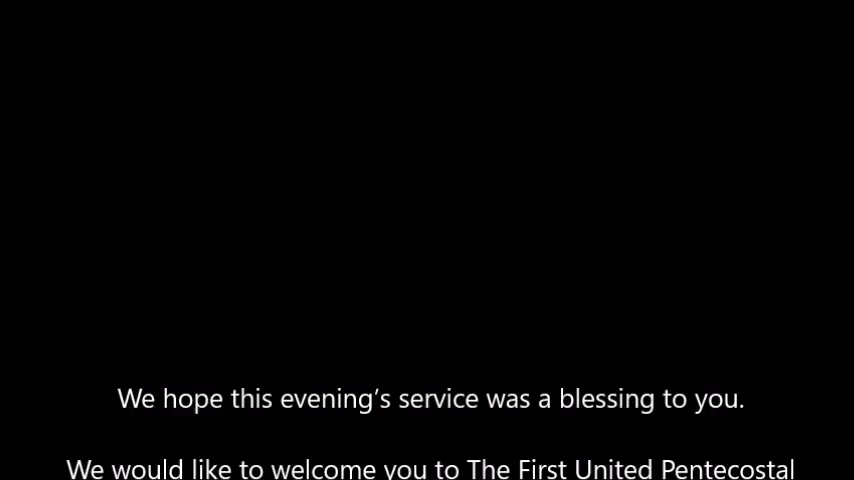 We hope this evening’s service was a blessing to you.
We would like to welcome you to The First United Pentecostal